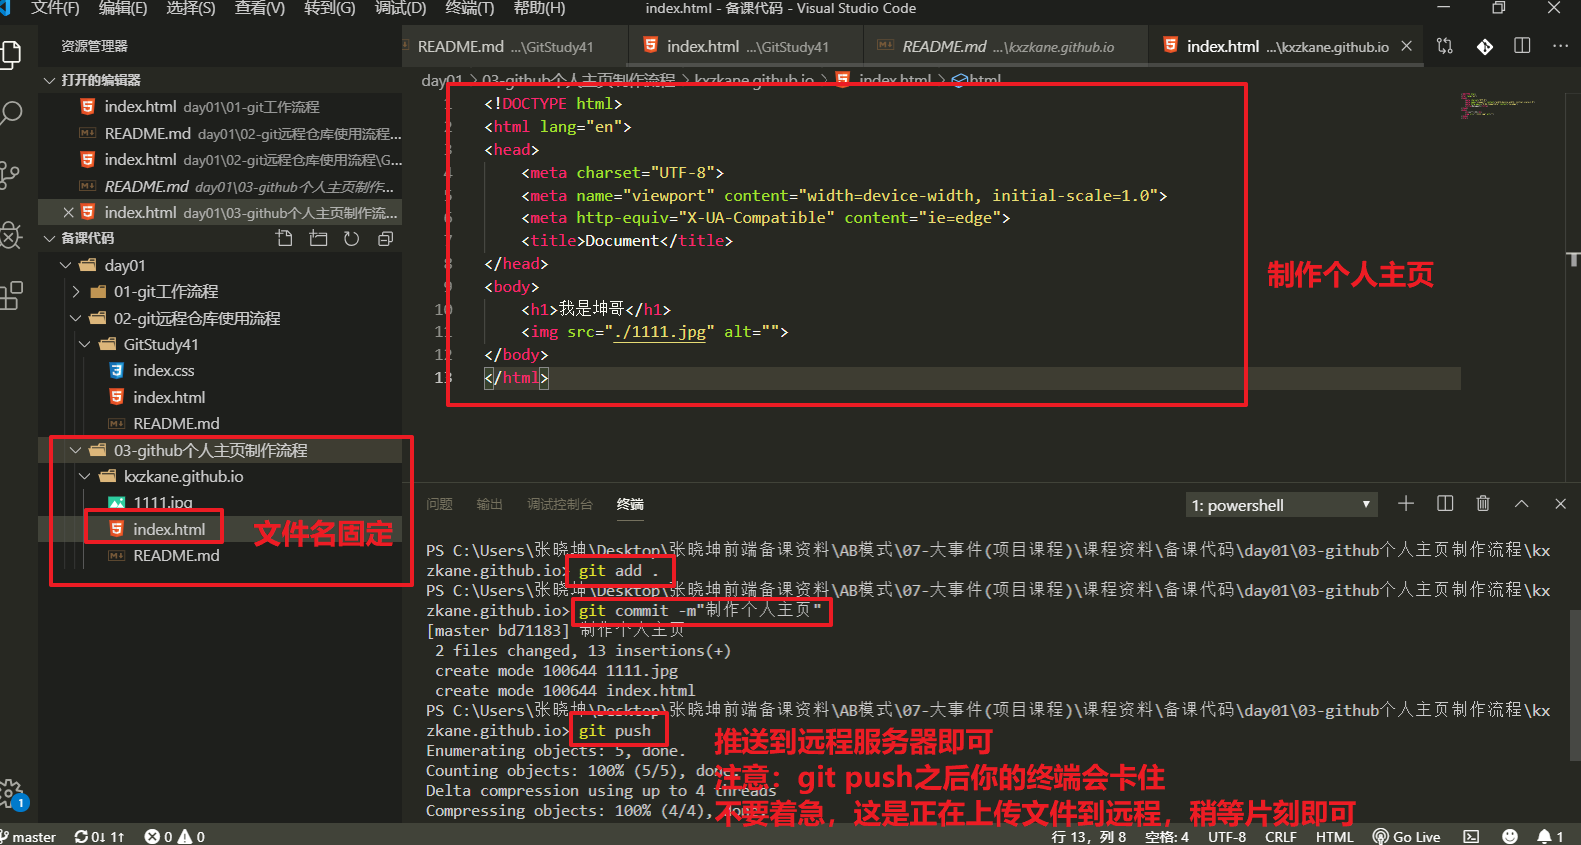 文件(F) 编辑(E) 选择(S) 查看(V) 转到(G) 调试(D) 终端(T) 帮助(H) index.html - 备课代码 - Visual Studio Code
资源管理器
README.md ...\GitStudy41
index.html ...\GitStudy41
README.md ...\kxzkane.github.io
index.html ...\kxzkane.github.io
打开的编辑器
index.html day01\01-git工作流程
README.md day01\02-git远程仓库使用流程...
index.html day01\02-git远程仓库使用流程\G...
README.md day01\03-github个人主页制作...
index.html day01\03-github个人主页制作流...
备课代码
day01
01-git工作流程
02-git远程仓库使用流程
GitStudy41
index.css
index.html
README.md
03-github个人主页制作流程
kxzkane.github.io
1111.jpg
index.html
文件名固定
README.md
day01 > 03-github个人主页制作流程 > kxzkane.github.io > index.html > html
1 <!DOCTYPE html>
2 <html lang="en">
3 <head>
4 <meta charset="UTF-8">
5 <meta name="viewport" content="width=device-width, initial-scale=1.0">
6 <meta http-equiv="X-UA-Compatible" content="ie=edge">
7 <title>Document</title>
8 </head>
9 <body>
10 <h1>我是坤哥</h1>
11 <img src="./1111.jpg" alt="">
12 </body>
13 </html>
制作个人主页
问题 输出 调试控制台 终端
1: powershell
PS C:\Users\张晓坤\Desktop\张晓坤前端备课资料\AB模式\07-大事件(项目课程)\课程资料\备课代码\day01\03-github个人主页制作流程\kx
zkane.github.io> git add .
PS C:\Users\张晓坤\Desktop\张晓坤前端备课资料\AB模式\07-大事件(项目课程)\课程资料\备课代码\day01\03-github个人主页制作流程\kx
zkane.github.io> git commit -m"制作个人主页"
[master bd71183] 制作个人主页
2 files changed, 13 insertions(+)
create mode 100644 1111.jpg
create mode 100644 index.html
PS C:\Users\张晓坤\Desktop\张晓坤前端备课资料\AB模式\07-大事件(项目课程)\课程资料\备课代码\day01\03-github个人主页制作流程\kx
zkane.github.io> git push
Enumerating objects: 5, done.
Counting objects: 100% (5/5), done.
Delta compression using up to 4 threads
Compressing objects: 100% (4/4), done.
推送到远程服务器即可
注意：git push之后你的终端会卡住
不要着急，这是正在上传文件到远程，稍等片刻即可
1
master 0↓ 1↑ 0 0
行 13，列 8 空格: 4 UTF-8 CRLF HTML Go Live 1